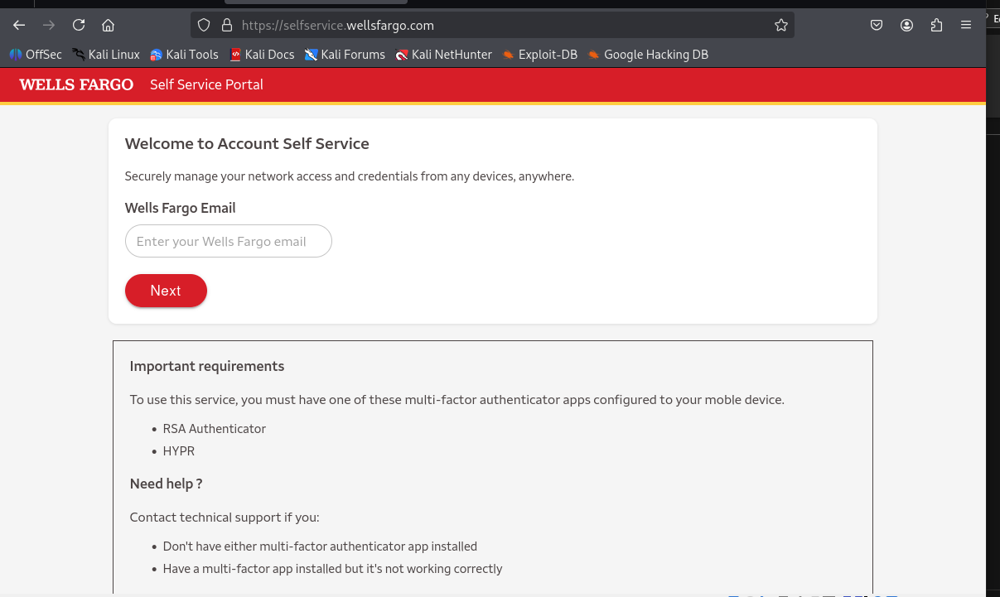 https://selfservice.wellsfargo.com
OffSec Kali Linux Kali Tools Kali Docs Kali Forums Kali NetHunter Exploit-DB Google Hacking DB
WELLS FARGO Self Service Portal
Welcome to Account Self Service
Securely manage your network access and credentials from any devices, anywhere.
Wells Fargo Email
Enter your Wells Fargo email
Next
Important requirements
To use this service, you must have one of these multi-factor authenticator apps configured to your moble device.
• RSA Authenticator
• HYPR
Need help ?
Contact technical support if you:
• Don't have either multi-factor authenticator app installed
• Have a multi-factor app installed but it's not working correctly